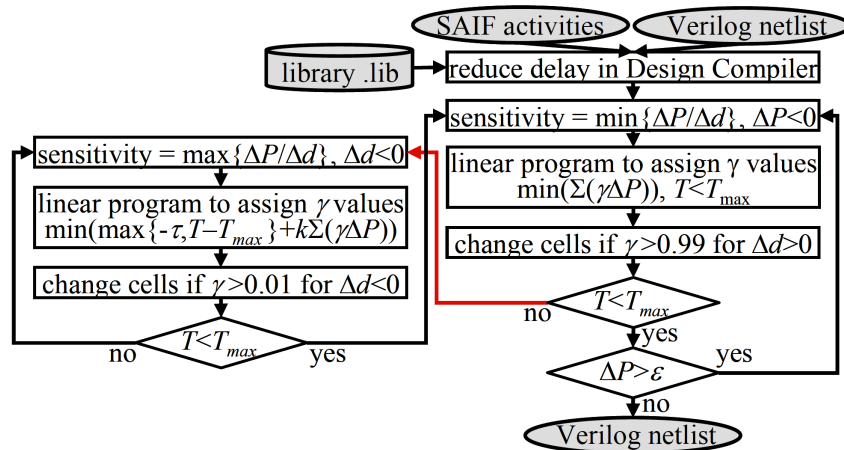 SAIF activities
Verilog netlist
library .lib
reduce delay in Design Compiler
sensitivity = min{ΔP/Δd}, ΔP<0
linear program to assign γ values
min(Σ(γΔP)), T<Tmax
change cells if γ>0.99 for Δd>0
T<Tmax
no
yes
ΔP>ε
yes
no
Verilog netlist
sensitivity = max{ΔP/Δd}, Δd<0
linear program to assign γ values
min(max{-τ,T–Tmax}+kΣ(γΔP))
change cells if γ>0.01 for Δd<0
T<Tmax
no
yes